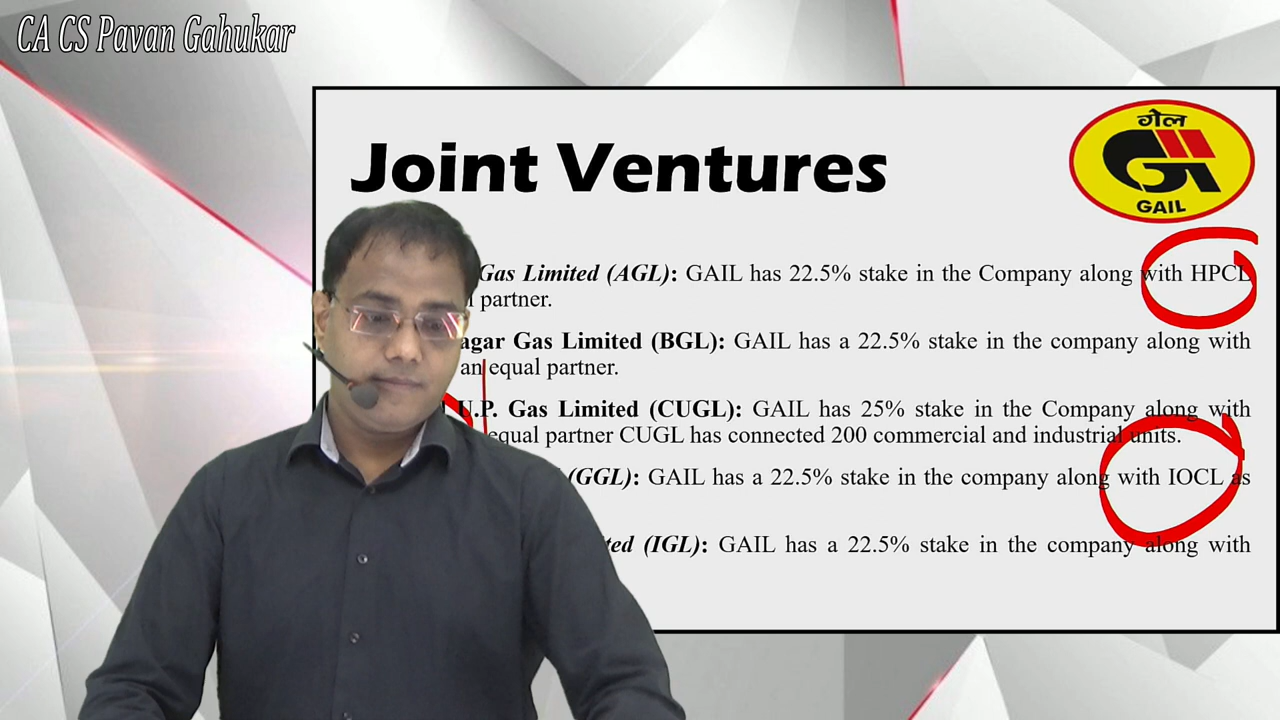 CA CS Pavan Gahukar
Joint Ventures
गेल
GAIL
Gas Limited (AGL): GAIL has 22.5% stake in the Company along with HPCL
partner.
Gas Limited (BGL): GAIL has a 22.5% stake in the company along with
an equal partner.
U.P. Gas Limited (CUGL): GAIL has 25% stake in the Company along with
equal partner CUGL has connected 200 commercial and industrial units.
(GGL): GAIL has a 22.5% stake in the company along with IOCL as
(IGL): GAIL has a 22.5% stake in the company along with